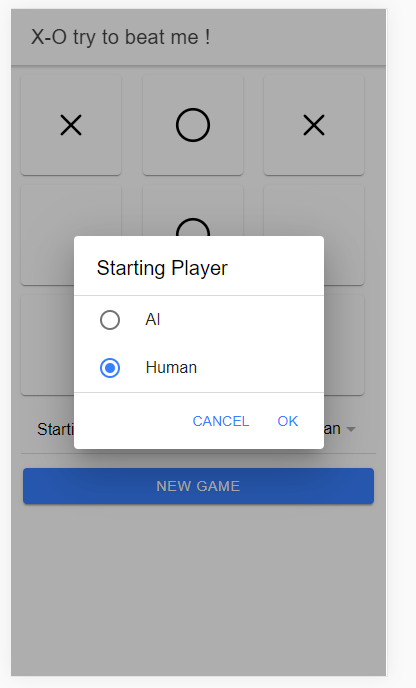 X-O try to beat me !
Starting Player
AI
Human
CANCEL
OK
NEW GAME